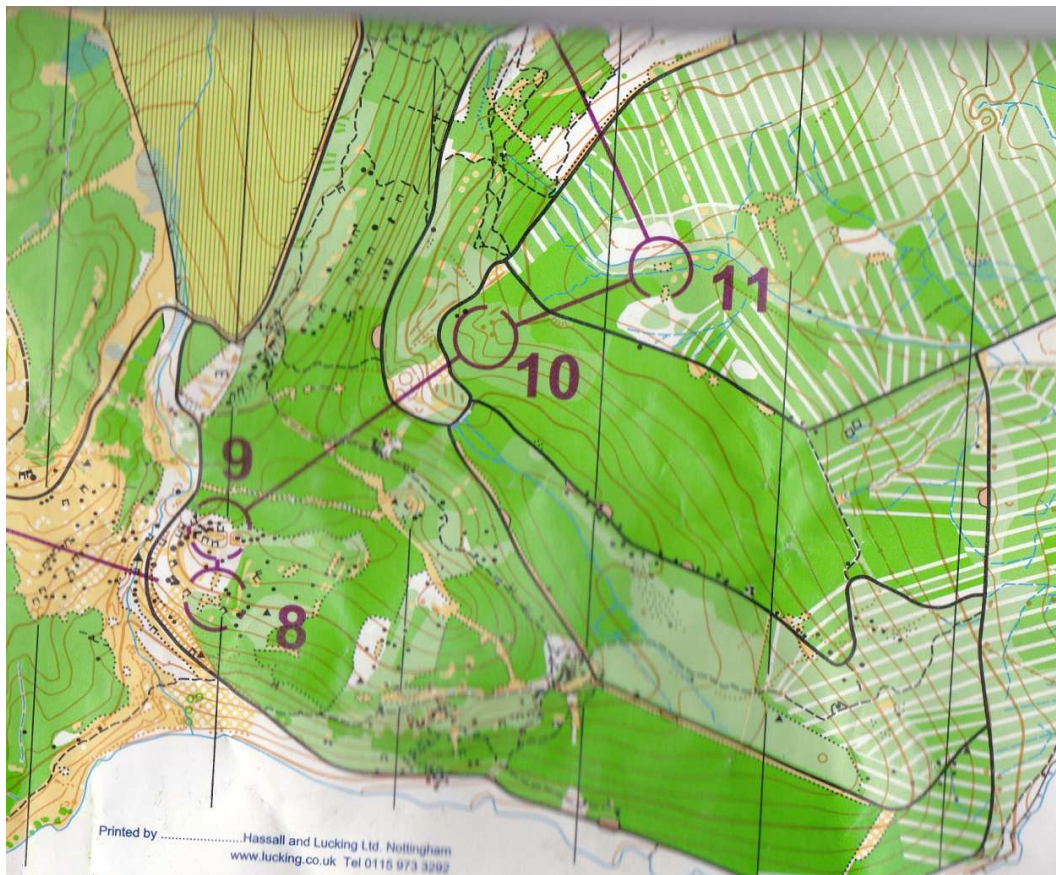 11
10
9
8
Printed by ......................Hassall and Lucking Ltd. Nottingham
www.lucking.co.uk Tel 0115 973 3292